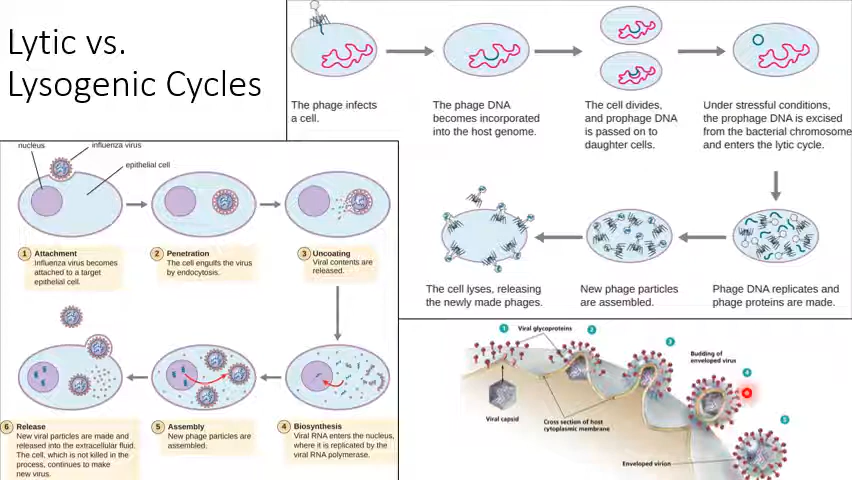 Lytic vs.
Lysogenic Cycles
The phage infects
a cell.
The phage DNA
becomes incorporated
into the host genome.
The cell divides,
and prophage DNA
is passed on to
daughter cells.
Under stressful conditions,
the prophage DNA is excised
from the bacterial chromosome
and enters the lytic cycle.
The cell lyses, releasing
the newly made phages.
New phage particles
are assembled.
Phage DNA replicates and
phage proteins are made.
nucleus
influenza virus
epithelial cell
1 Attachment
Influenza virus becomes
attached to a target
epithelial cell.
2 Penetration
The cell engulfs the virus
by endocytosis.
3 Uncoating
Viral contents are
released.
6 Release
New viral particles are made and
released into the extracellular fluid.
The cell, which is not killed in the
process, continues to make
new virus.
5 Assembly
New phage particles are
assembled.
4 Biosynthesis
Viral RNA enters the nucleus,
where it is replicated by the
viral RNA polymerase.
1
Viral glycoproteins
2
3
Budding of
enveloped virus
4
Viral capsid
Cross section of host
cytoplasmic membrane
5
Enveloped virion